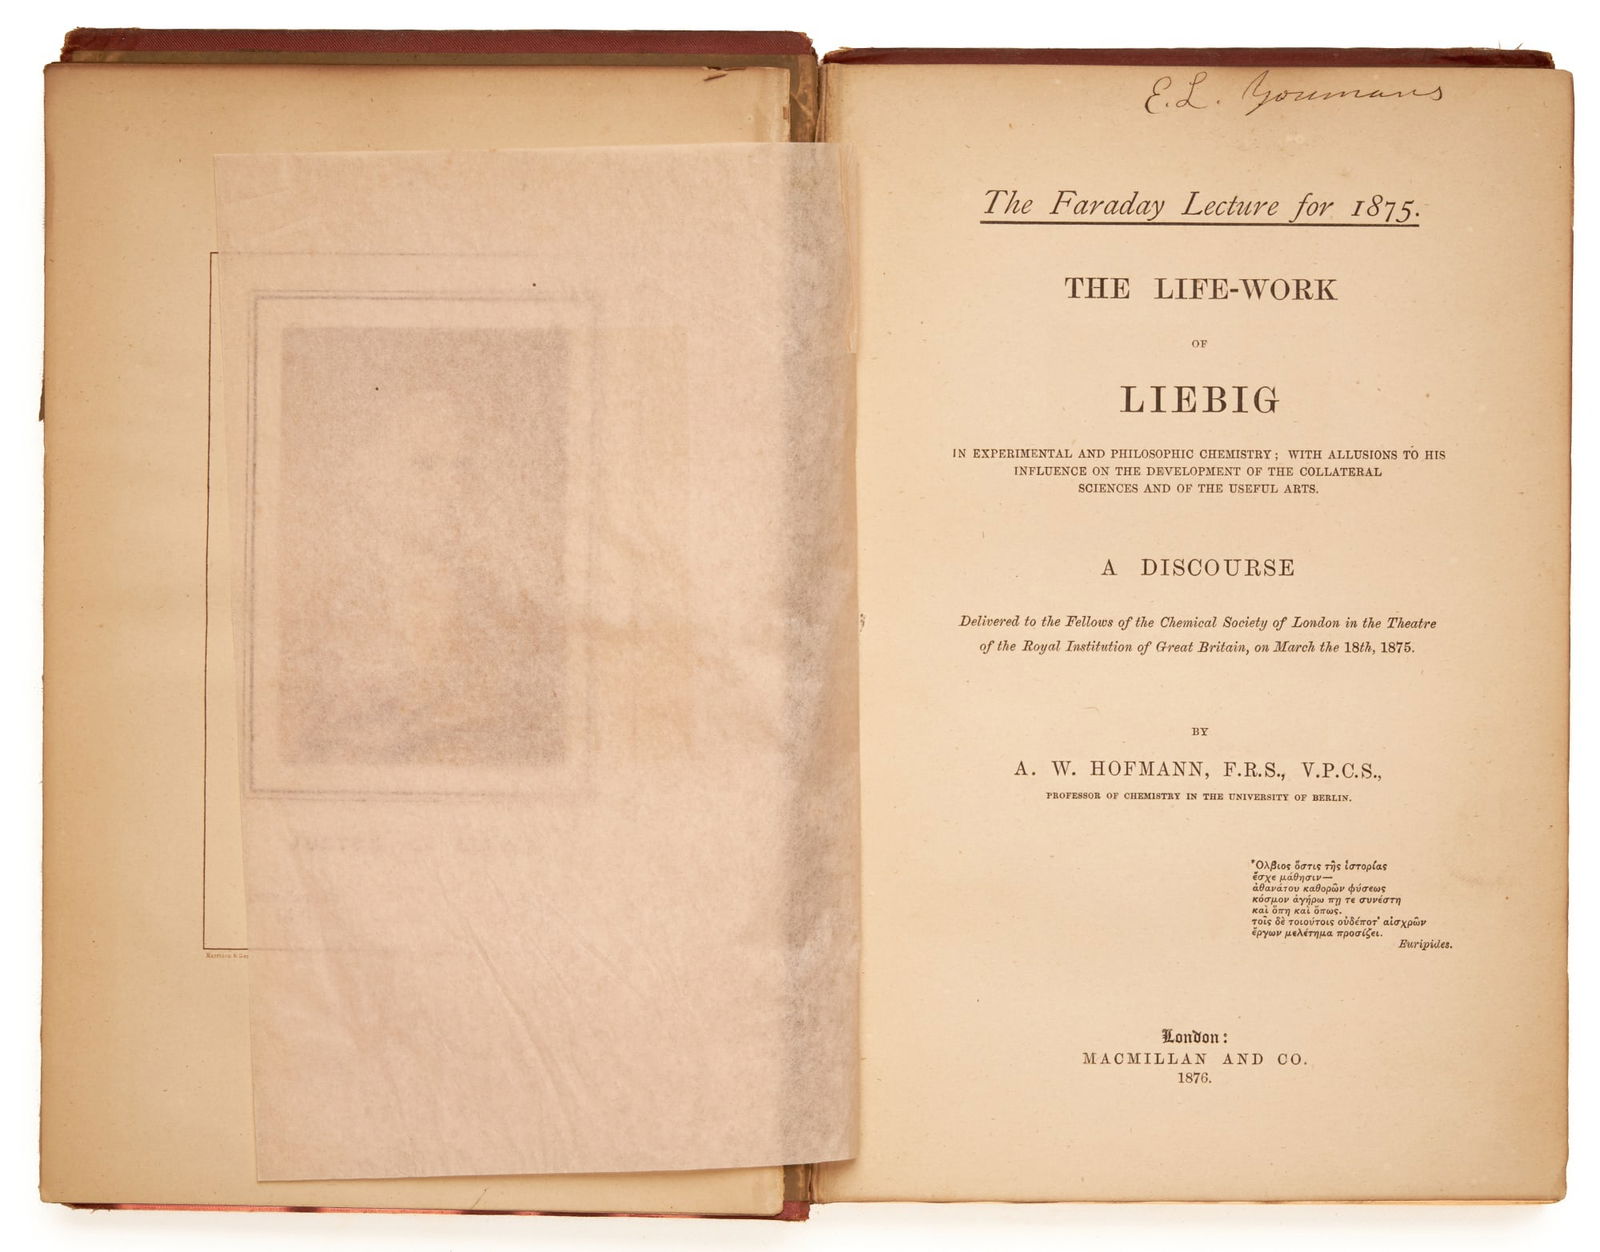 E. L. Youmans
The Faraday Lecture for 1875.
THE LIFE-WORK
OF
LIEBIG
IN EXPERIMENTAL AND PHILOSOPHIC CHEMISTRY; WITH ALLUSIONS TO HIS
INFLUENCE ON THE DEVELOPMENT OF THE COLLATERAL
SCIENCES AND OF THE USEFUL ARTS.
A DISCOURSE
Delivered to the Fellows of the Chemical Society of London in the Theatre
of the Royal Institution of Great Britain, on March the 18th, 1875.
BY
A. W. HOFMANN, F.R.S., V.P.C.S.,
PROFESSOR OF CHEMISTRY IN THE UNIVERSITY OF BERLIN.
Ὄλβιος ὅστις τῆς ἱστορίας
ἔσχε μάθησιν—
ἀθανάτου καθορῶν φύσεως
κόσμον ἀγήρω πῃ τε συνέστη
καὶ ὅπη καὶ ὅπως.
τοῖς δὲ τοιούτοις οὐδέποτ' αἰσχρῶν
ἔργων μελέτημα προσίζει.
Euripides.
London:
MACMILLAN AND CO.
1876.